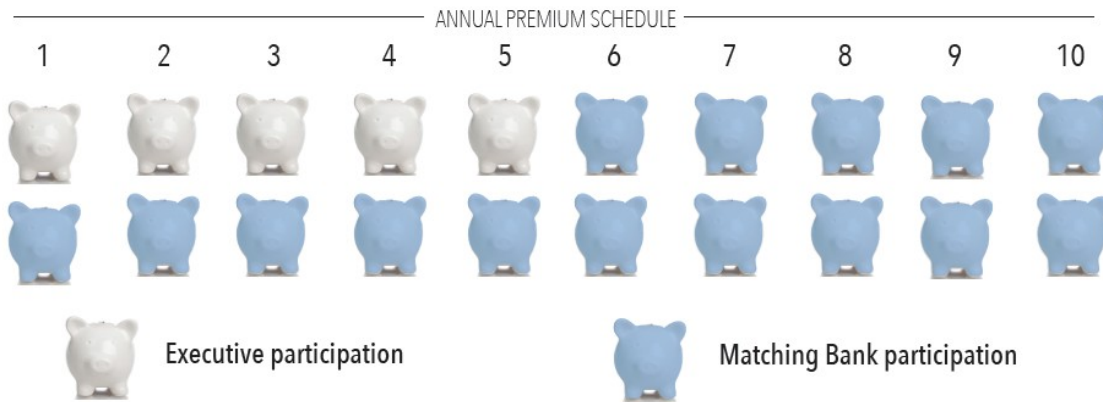 ANNUAL PREMIUM SCHEDULE
1 2 3 4 5 6 7 8 9 10
Executive participation
Matching Bank participation